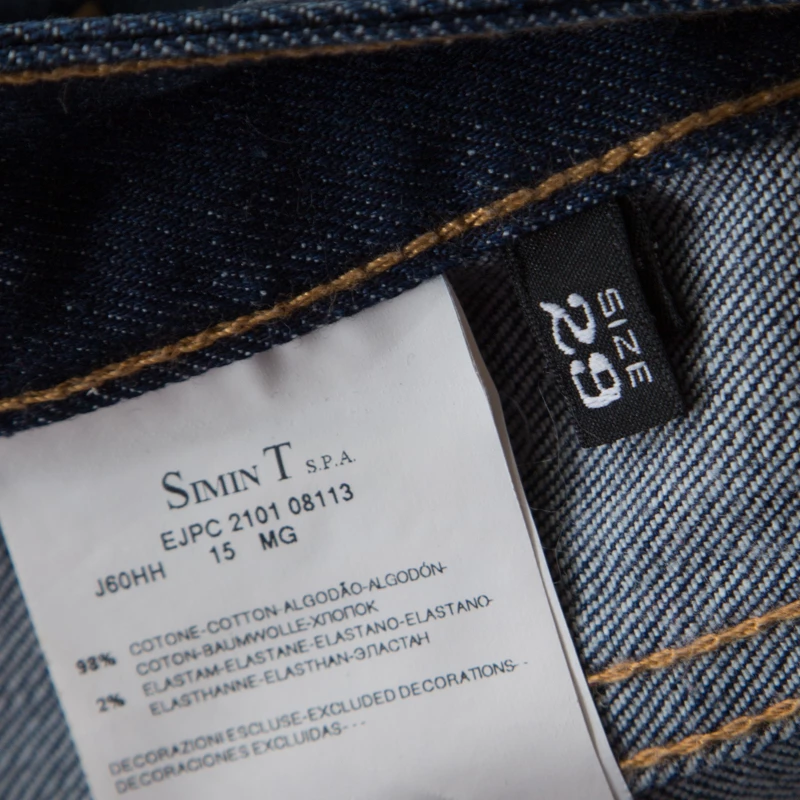 SIMIN T S.P.A.
EJPC 2101 08113
J60HH 15 MG
98% COTONE-COTTON-ALGODÃO-ALGODÓN-
COTON-BAUMWOLLE-ХЛОПОК
2% ELASTAM-ELASTANE-ELASTANO-ELASTANO-
ELASTHANNE-ELASTHAN-ЭЛАСТАН
DECORAZIONI ESCLUSE-EXCLUDED DECORATIONS--
DECORACIONES EXCLUIDAS---
SIZE
29